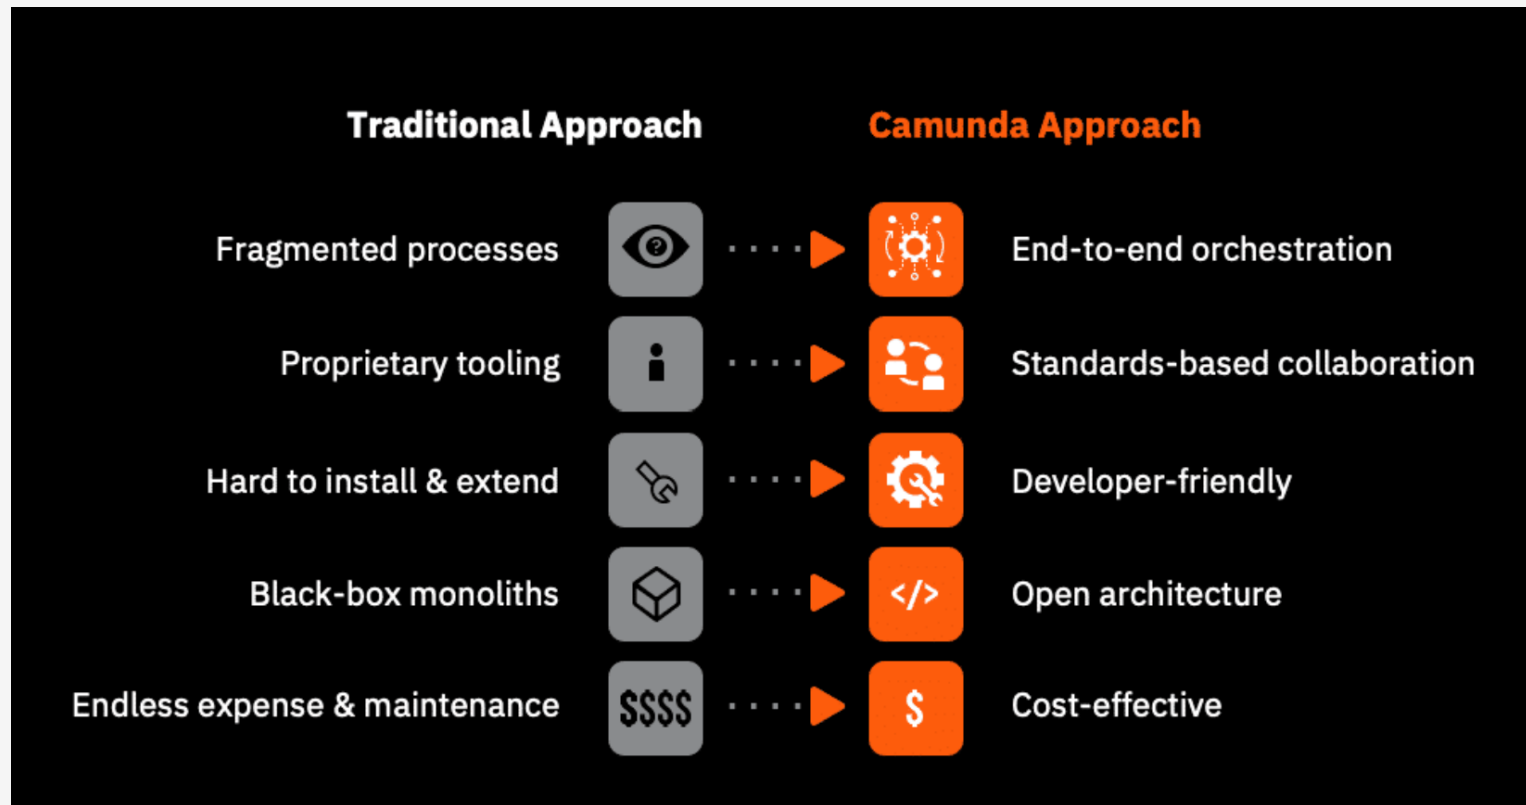 Traditional Approach
Camunda Approach
Fragmented processes
?
End-to-end orchestration
Proprietary tooling
Standards-based collaboration
Hard to install & extend
Developer-friendly
Black-box monoliths
</>
Open architecture
Endless expense & maintenance
$$$$
$
Cost-effective